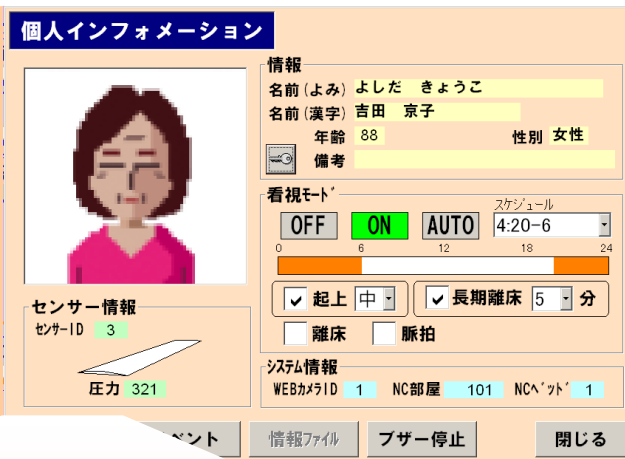 個人インフォメーション
情報
名前(よみ) よしだ きょうこ
名前(漢字) 吉田 京子
年齢 88 性別 女性
備考
看視ﾓｰﾄﾞ
スケジュール
OFF ON AUTO 4:20-6
0 6 12 18 24
起上 中 長期離床 5 分
離床 脈拍
センサー情報
ｾﾝｻｰID 3
圧力 321
ｼｽﾃﾑ情報
WEBｶﾒﾗID 1 NC部屋 101 NCﾍﾞｯﾄﾞ 1
ベント 情報ﾌｧｲﾙ ブザー停止 閉じる